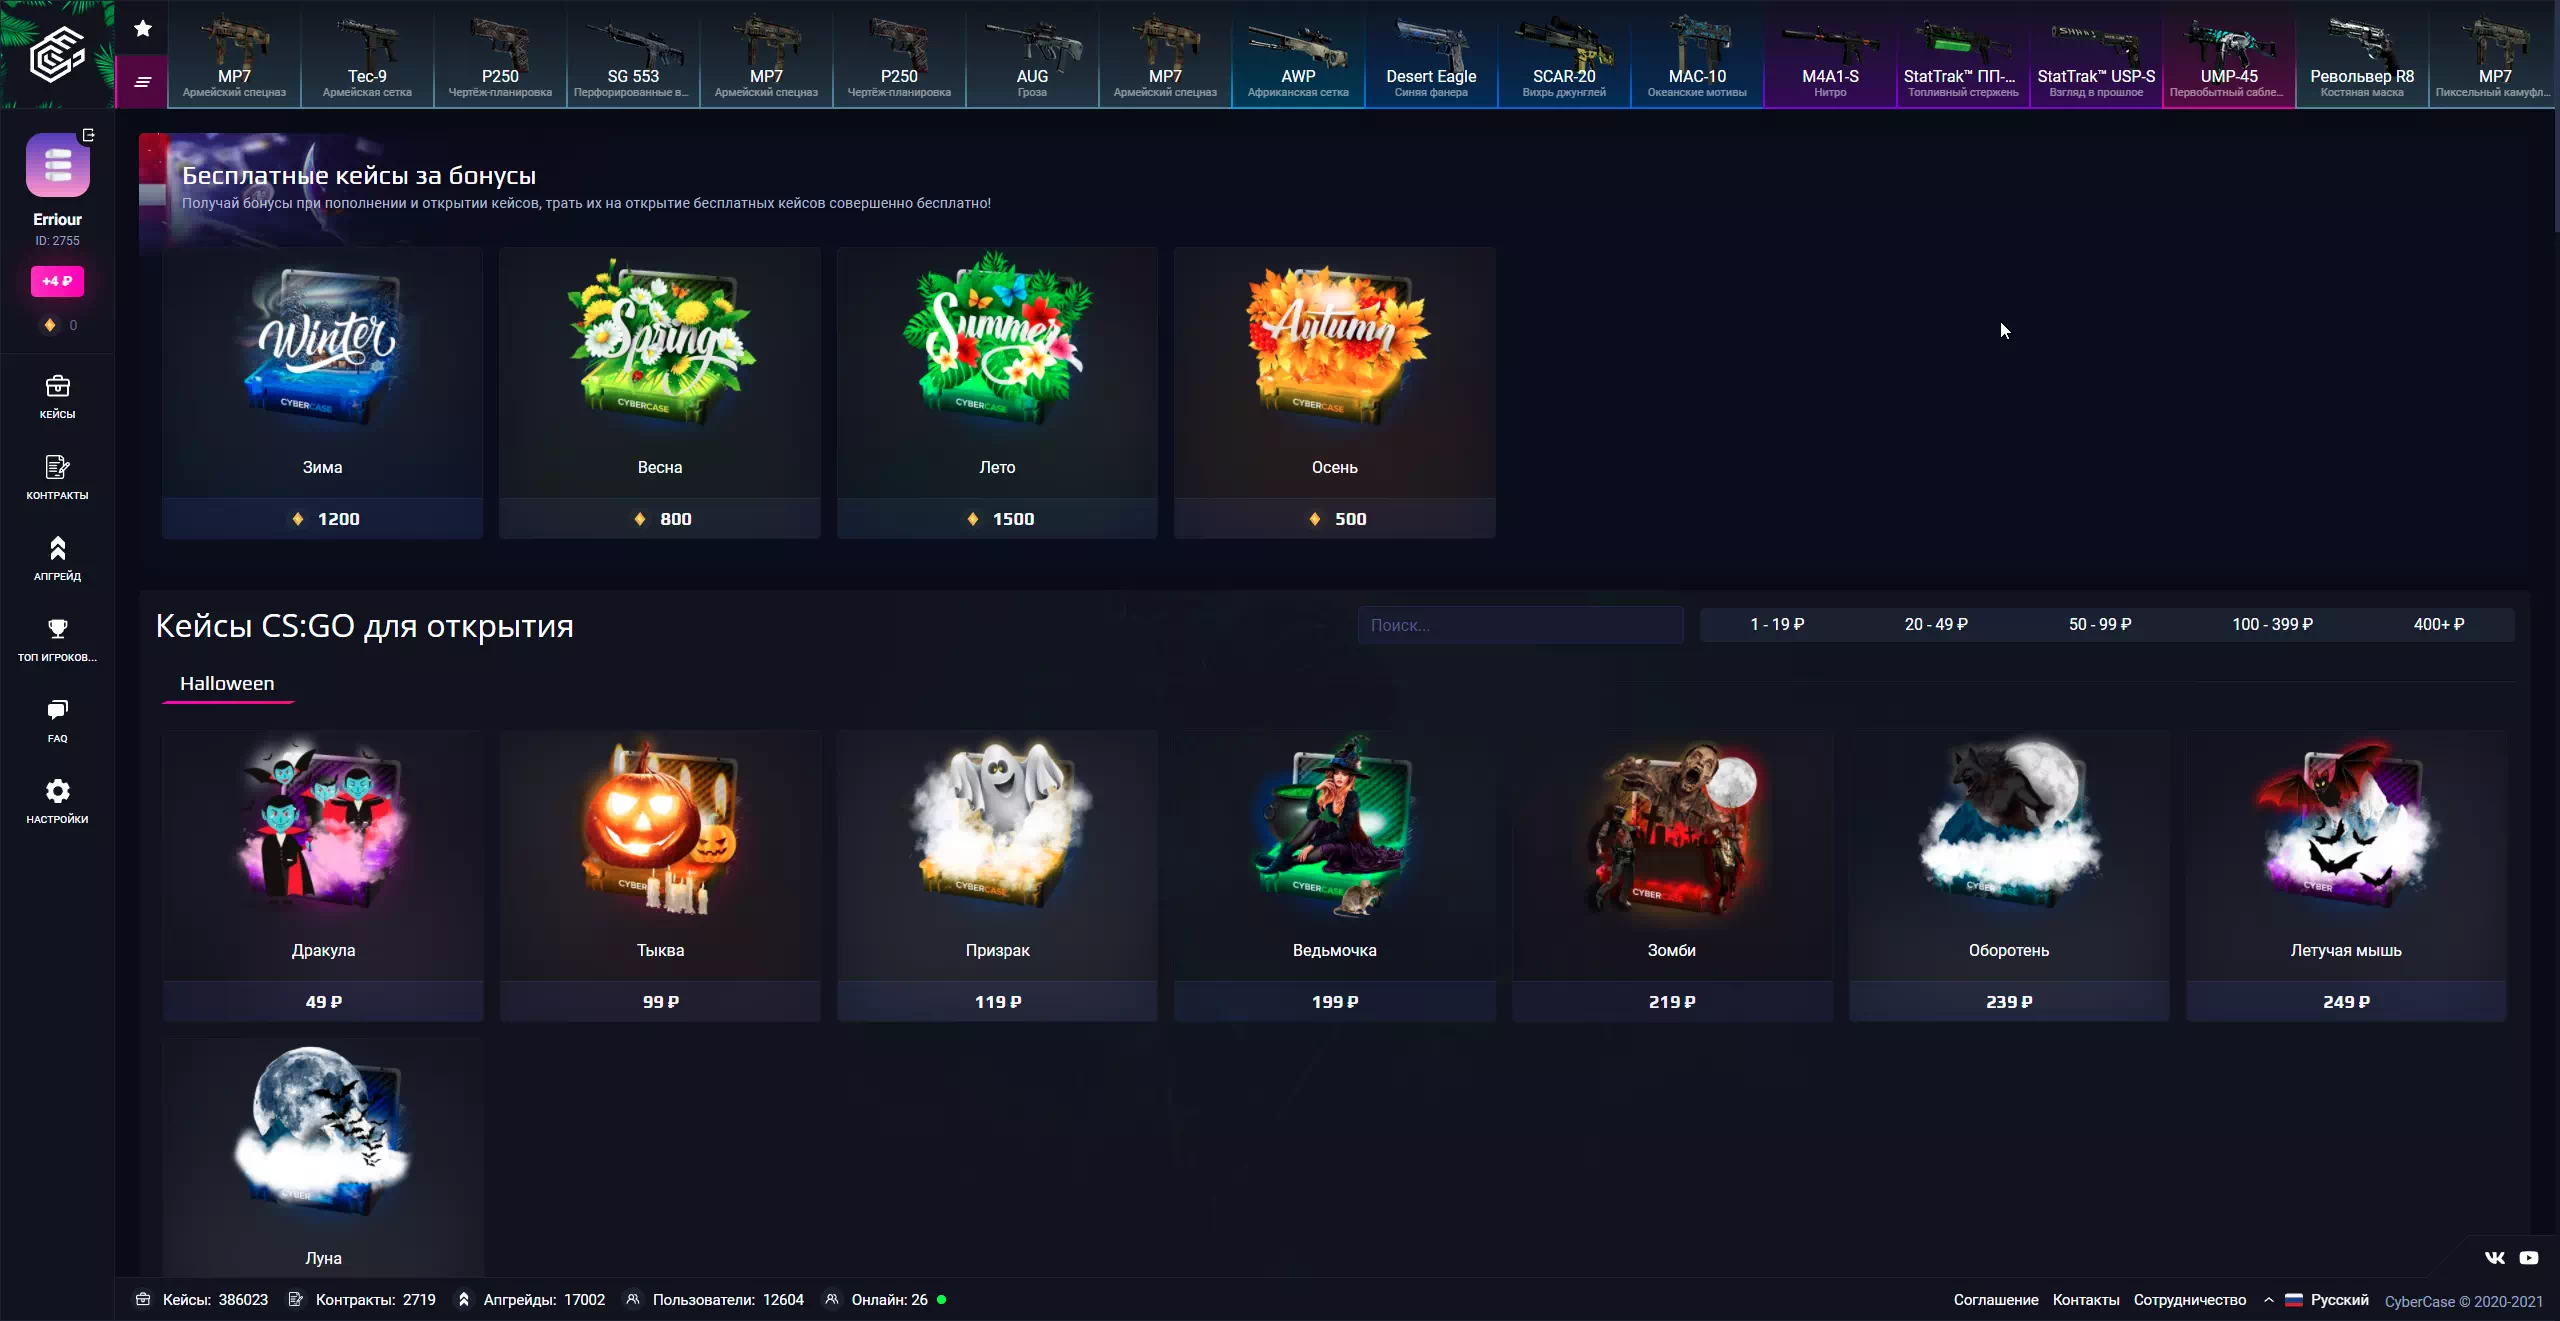 MP7
Армейский спецназ
Tec-9
Армейская сетка
P250
Чертёж-планировка
SG 553
Перфорированные в...
MP7
Армейский спецназ
P250
Чертёж-планировка
AUG
Гроза
MP7
Армейский спецназ
AWP
Африканская сетка
Desert Eagle
Синяя фанера
SCAR-20
Вихрь джунглей
MAC-10
Океанские мотивы
M4A1-S
Нитро
StatTrak™ ПП-...
Топливный стержень
StatTrak™ USP-S
Взгляд в прошлое
UMP-45
Первобытный сабле...
Револьвер R8
Костяная маска
MP7
Пиксельный камуфл...
Erriour
ID: 2755
+4 ₽
0
КЕЙСЫ
КОНТРАКТЫ
АПГРЕЙД
ТОП ИГРОКОВ...
FAQ
НАСТРОЙКИ
Бесплатные кейсы за бонусы
Получай бонусы при пополнении и открытии кейсов, трать их на открытие бесплатных кейсов совершенно бесплатно!
Winter
CYBERCASE
Зима
1200
Spring
CYBERCASE
Весна
800
Summer
CYBERCASE
Лето
1500
Autumn
CYBERCASE
Осень
500
Кейсы CS:GO для открытия
Поиск...
1 - 19 ₽
20 - 49 ₽
50 - 99 ₽
100 - 399 ₽
400+ ₽
Halloween
Дракула
49 ₽
CYBER
Тыква
99 ₽
CYBERCASE
Призрак
119 ₽
CYBERCASE
Ведьмочка
199 ₽
CYBERCASE
Зомби
219 ₽
CYBERCASE
Оборотень
239 ₽
CYBER
Летучая мышь
249 ₽
CYBER
Луна
Кейсы: 386023
Контракты: 2719
Апгрейды: 17002
Пользователи: 12604
Онлайн: 26
Соглашение
Контакты
Сотрудничество
Русский
CyberCase © 2020-2021